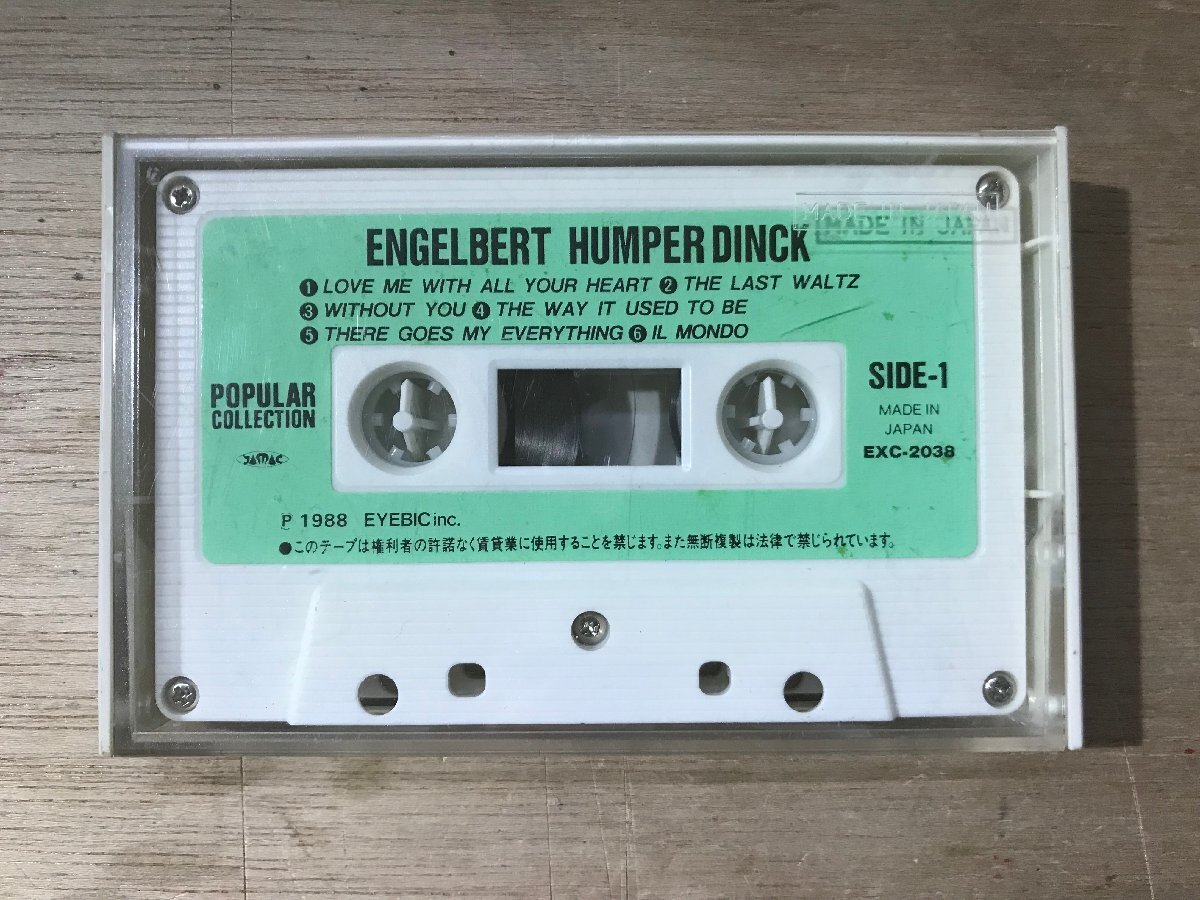 MADE IN JAPAN
ENGELBERT HUMPERDINCK
❶ LOVE ME WITH ALL YOUR HEART ❷ THE LAST WALTZ
❸ WITHOUT YOU ❹ THE WAY IT USED TO BE
❺ THERE GOES MY EVERYTHING ❻ IL MONDO
POPULAR
COLLECTION
JASRAC
SIDE-1
MADE IN
JAPAN
EXC-2038
℗ 1988 EYEBIC inc.
●このテープは権利者の許諾なく賃貸業に使用することを禁じます。また無断複製は法律で禁じられています。